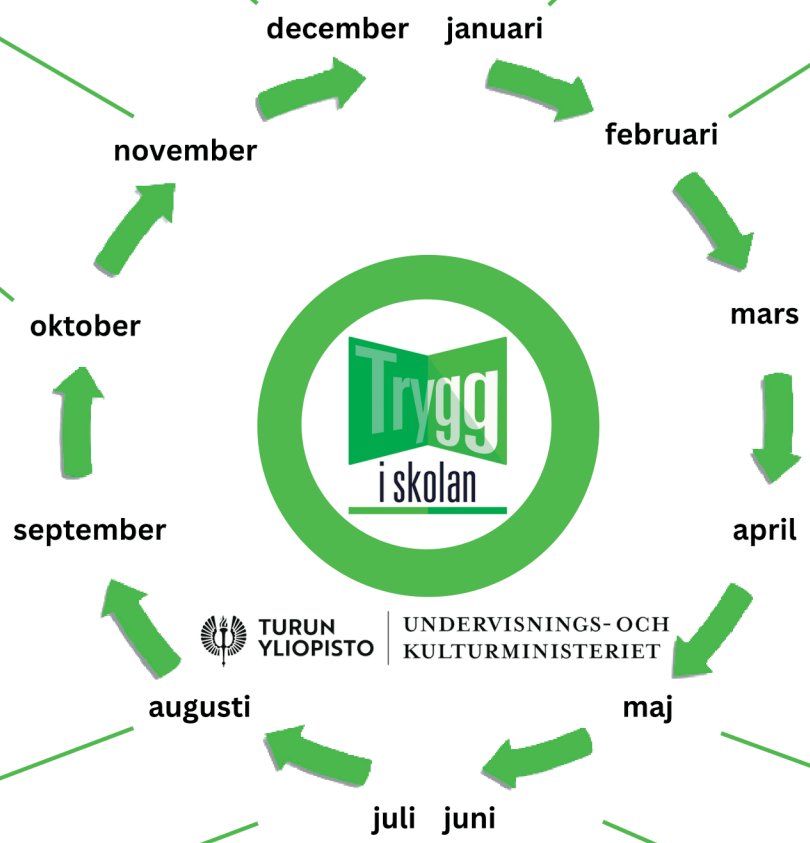 december januari
november
februari
oktober
mars
Trygg
i skolan
september
april
TURUN
YLIOPISTO
UNDERVISNINGS- OCH
KULTURMINISTERIET
augusti
maj
juli juni